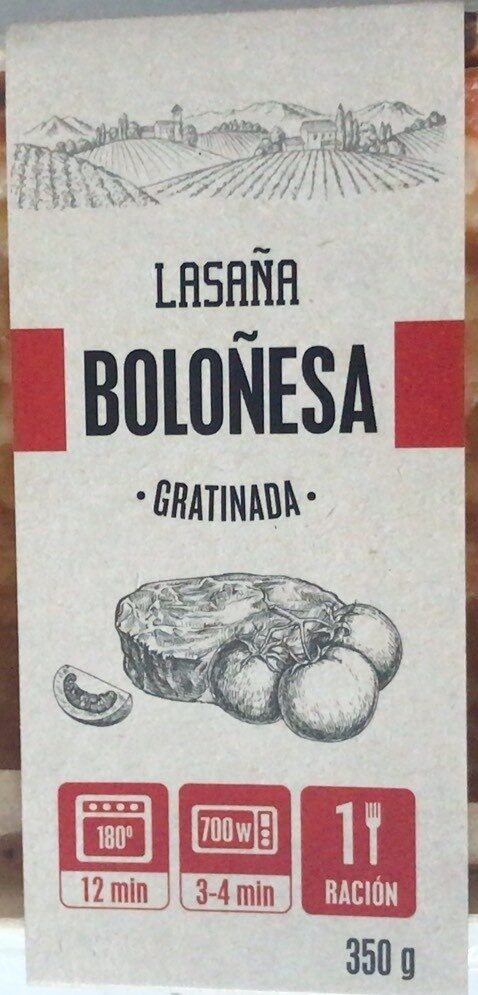 LASAÑA
BOLOÑESA
· GRATINADA ·
180º
12 min
700 W
3-4 min
1
RACIÓN
350 g